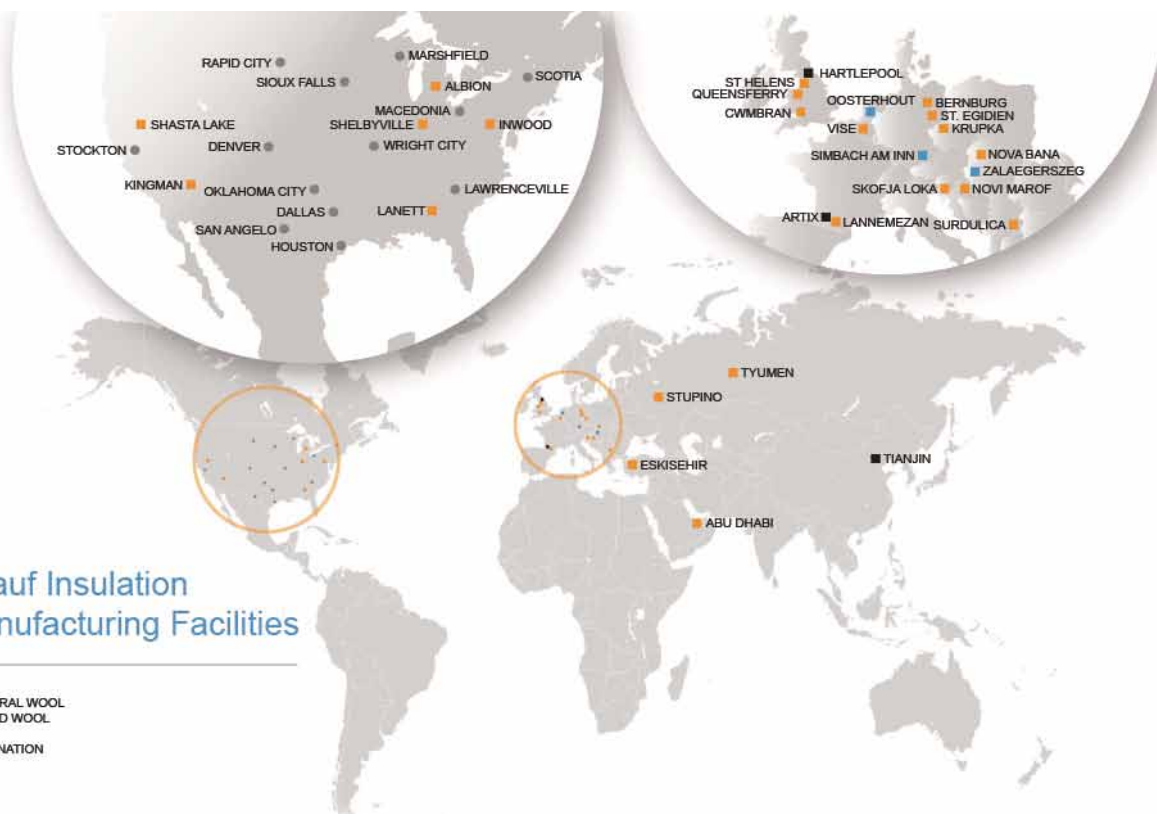 RAPID CITY
MARSHFIELD
SIOUX FALLS
ALBION
SCOTIA
MACEDONIA
SHASTA LAKE
SHELBYVILLE
INWOOD
STOCKTON
DENVER
WRIGHT CITY
KINGMAN
OKLAHOMA CITY
LAWRENCEVILLE
DALLAS
LANETT
SAN ANGELO
HOUSTON
HARTLEPOOL
ST HELENS
QUEENSFERRY
OOSTERHOUT
BERNBURG
CWMBRAN
ST. EGIDIEN
VISE
KRUPKA
SIMBACH AM INN
NOVA BANA
ZALAEGERSZEG
SKOFJA LOKA
NOVI MAROF
ARTIX
LANNEMEZAN
SURDULICA
TYUMEN
STUPINO
ESKISEHIR
TIANJIN
ABU DHABI
auf Insulation
nufacturing Facilities
RAL WOOL
D WOOL
NATION